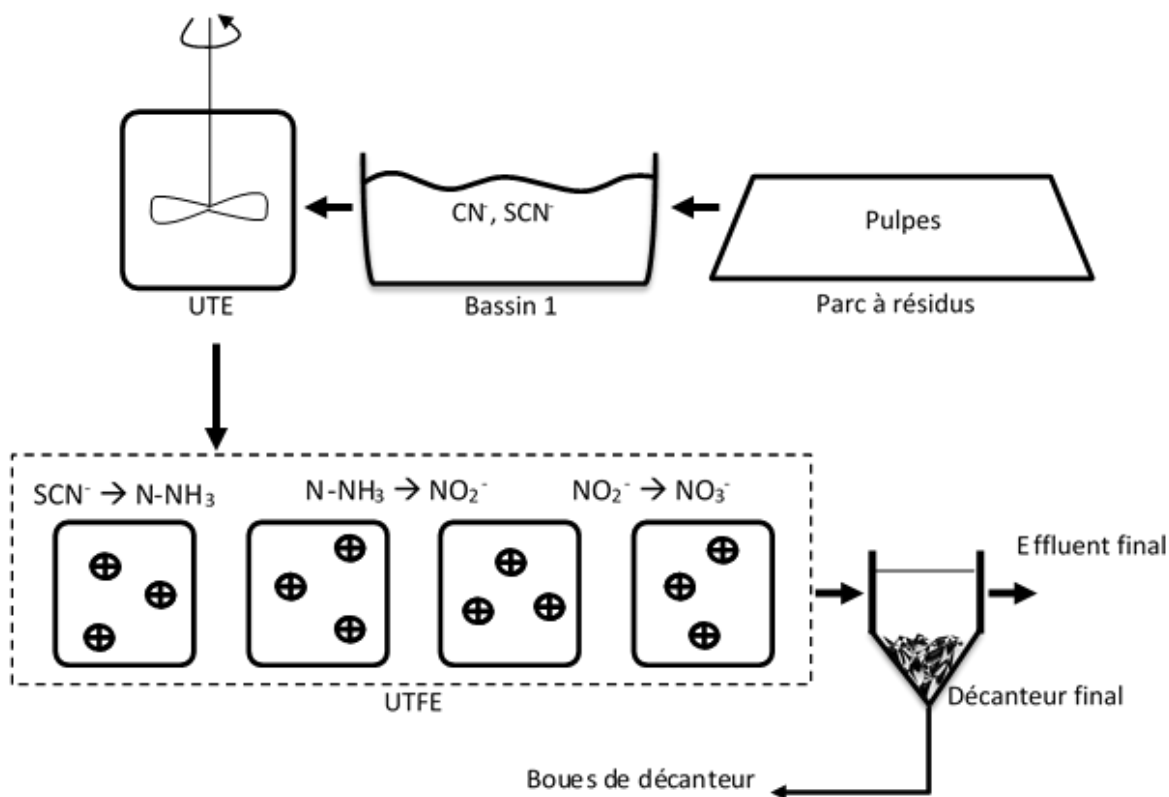 CN⁻, SCN⁻
Pulpes
UTE
Bassin 1
Parc à résidus
SCN⁻ → N-NH₃
N-NH₃ → NO₂⁻
NO₂⁻ → NO₃⁻
Effluent final
UTFE
Décanteur final
Boues de décanteur